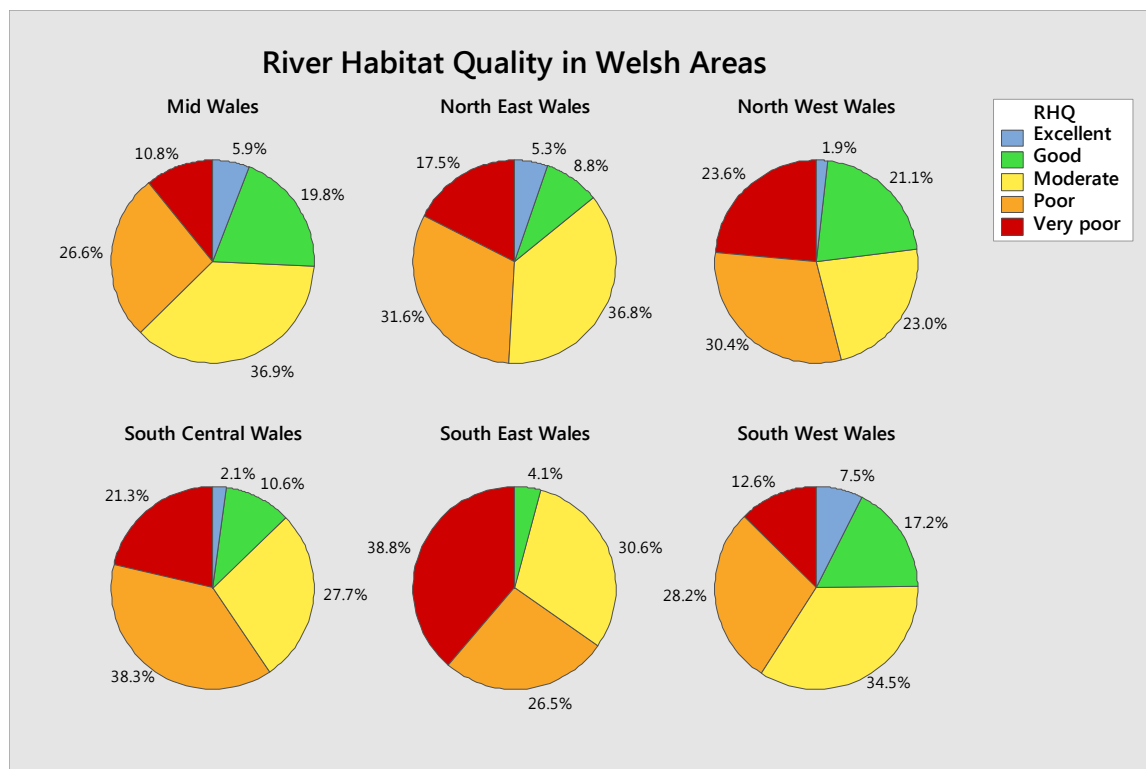 River Habitat Quality in Welsh Areas
Mid Wales
10.8%
5.9%
19.8%
26.6%
36.9%
North East Wales
17.5%
5.3%
8.8%
31.6%
36.8%
North West Wales
1.9%
23.6%
21.1%
30.4%
23.0%
RHQ
Excellent
Good
Moderate
Poor
Very poor
South Central Wales
2.1%
21.3%
10.6%
27.7%
38.3%
South East Wales
4.1%
38.8%
30.6%
26.5%
South West Wales
12.6%
7.5%
17.2%
28.2%
34.5%